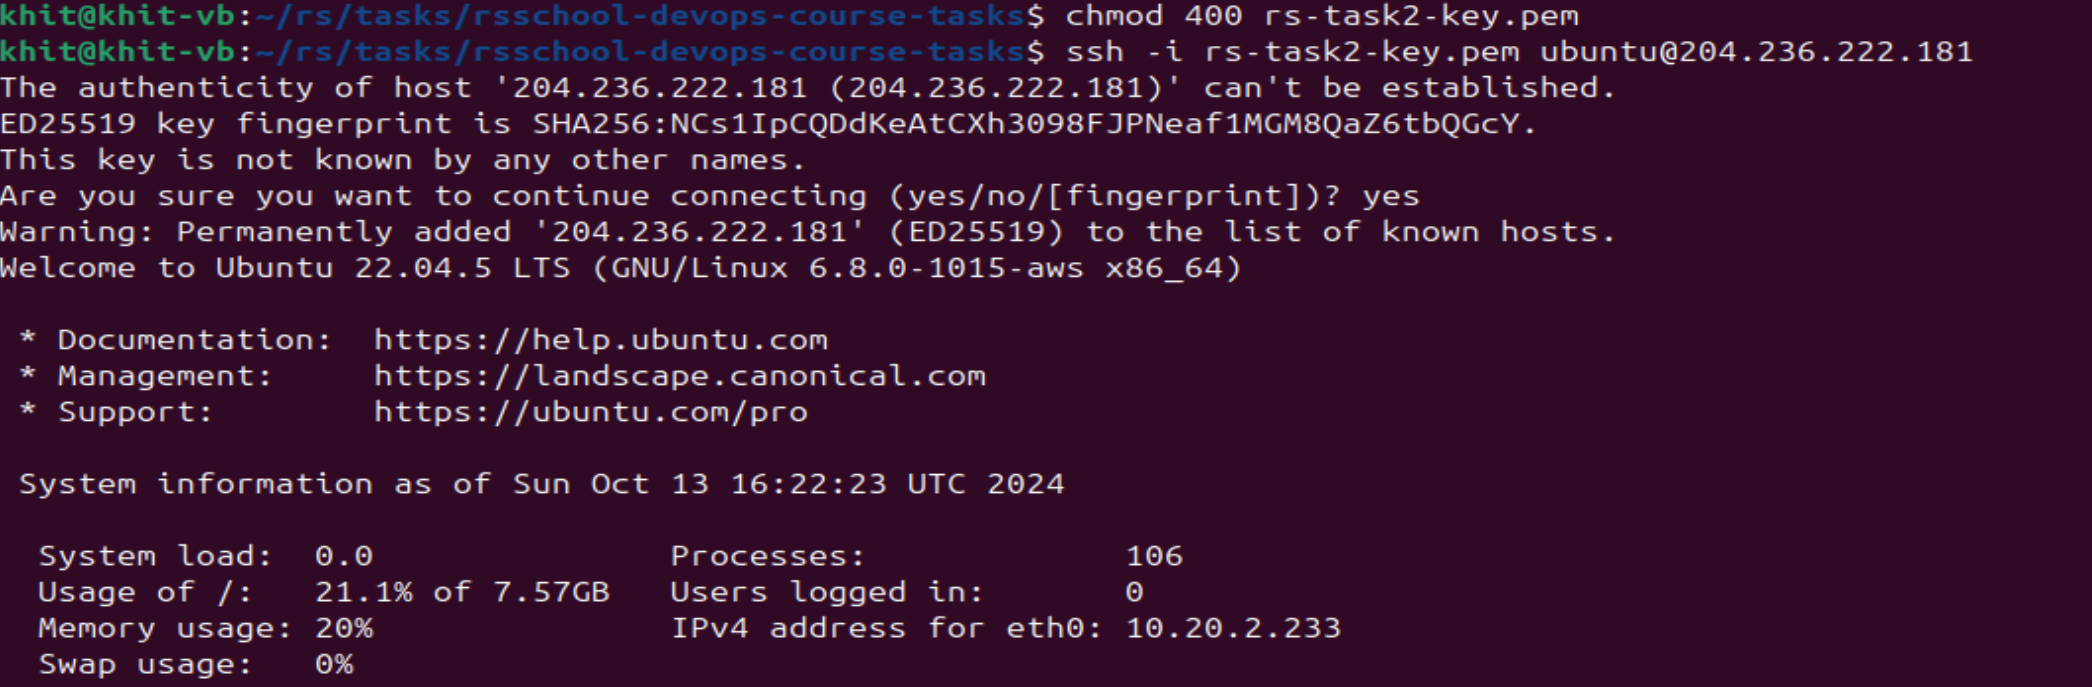 khit@khit-vb:~/rs/tasks/rsschool-devops-course-tasks$ chmod 400 rs-task2-key.pem
khit@khit-vb:~/rs/tasks/rsschool-devops-course-tasks$ ssh -i rs-task2-key.pem ubuntu@204.236.222.181
The authenticity of host '204.236.222.181 (204.236.222.181)' can't be established.
ED25519 key fingerprint is SHA256:NCs1IpCQDdKeAtCXh3098FJPNeaf1MGM8QaZ6tbQGcY.
This key is not known by any other names.
Are you sure you want to continue connecting (yes/no/[fingerprint])? yes
Warning: Permanently added '204.236.222.181' (ED25519) to the list of known hosts.
Welcome to Ubuntu 22.04.5 LTS (GNU/Linux 6.8.0-1015-aws x86_64)

 * Documentation:  https://help.ubuntu.com
 * Management:     https://landscape.canonical.com
 * Support:        https://ubuntu.com/pro

 System information as of Sun Oct 13 16:22:23 UTC 2024

  System load:  0.0               Processes:             106
  Usage of /:   21.1% of 7.57GB   Users logged in:       0
  Memory usage: 20%               IPv4 address for eth0: 10.20.2.233
  Swap usage:   0%